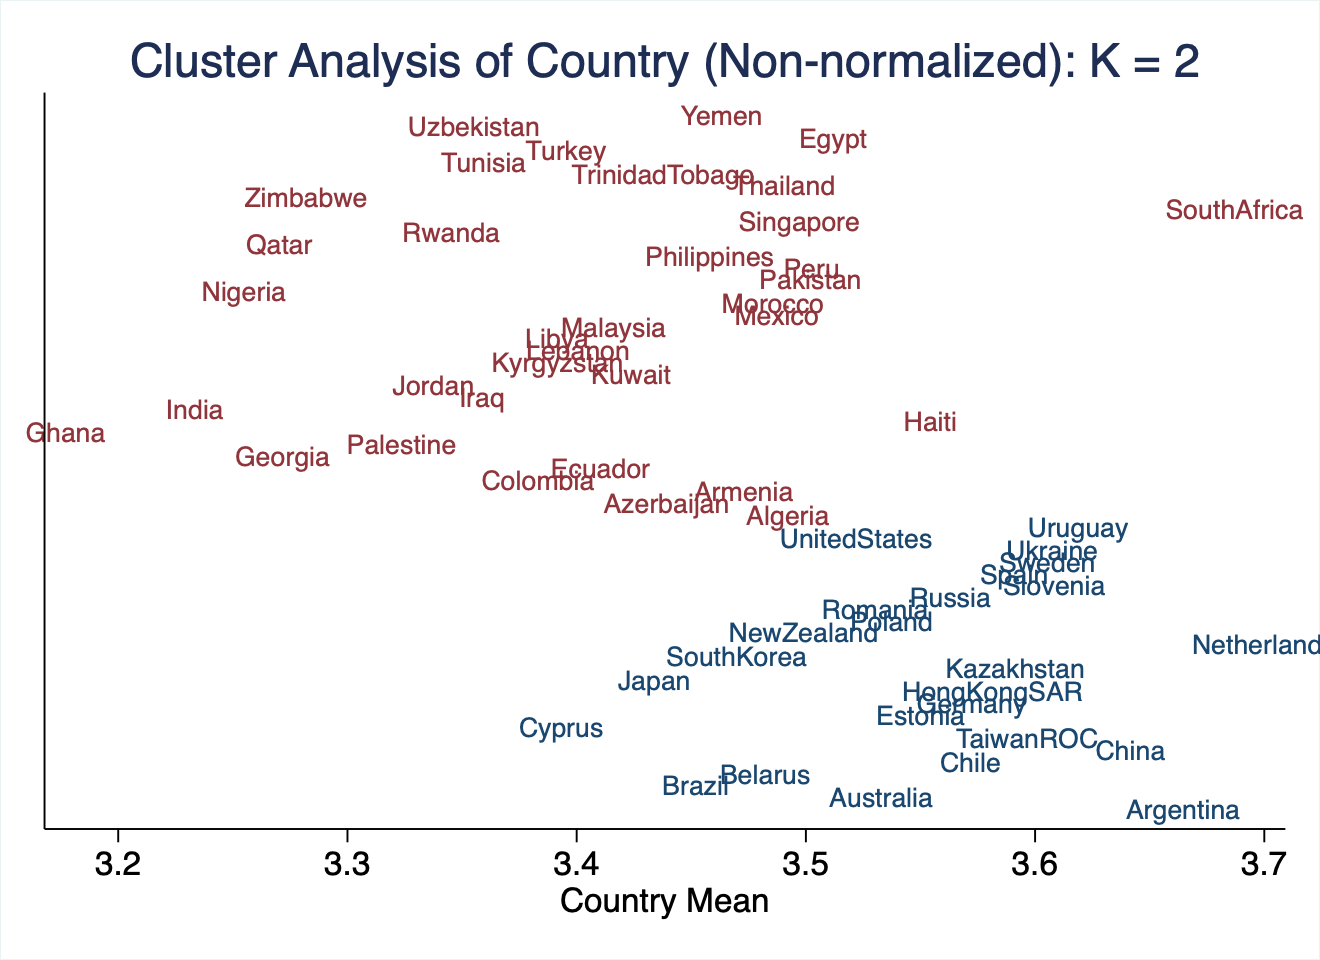 Cluster Analysis of Country (Non-normalized): K = 2
Yemen
Uzbekistan
Egypt
Turkey
Tunisia
TrinidadTobago
Thailand
Zimbabwe
SouthAfrica
Singapore
Rwanda
Qatar
Philippines
Peru
Pakistan
Nigeria
Morocco
Mexico
Malaysia
Libya
Lebanon
Kyrgyzstan
Kuwait
Jordan
Iraq
India
Haiti
Ghana
Palestine
Georgia
Ecuador
Colombia
Armenia
Azerbaijan
Algeria
Uruguay
UnitedStates
Ukraine
Sweden
Spain
Slovenia
Russia
Romania
Poland
NewZealand
Netherland
SouthKorea
Kazakhstan
Japan
HongKongSAR
Germany
Estonia
Cyprus
TaiwanROC
China
Chile
Belarus
Brazil
Australia
Argentina
3.2 3.3 3.4 3.5 3.6 3.7
Country Mean